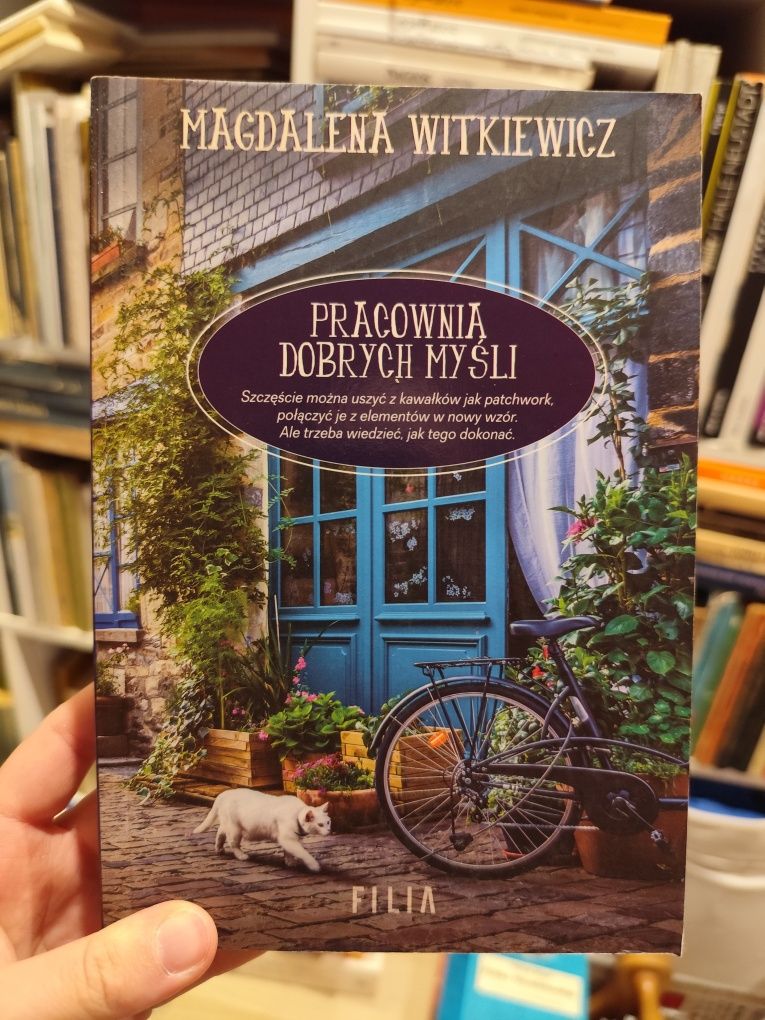 MAGDALENA WITKIEWICZ
PRACOWNIA
DOBRYCH MYŚLI
Szczęście można uszyć z kawałków jak patchwork,
połączyć je z elementów w nowy wzór.
Ale trzeba wiedzieć, jak tego dokonać.
FILIA